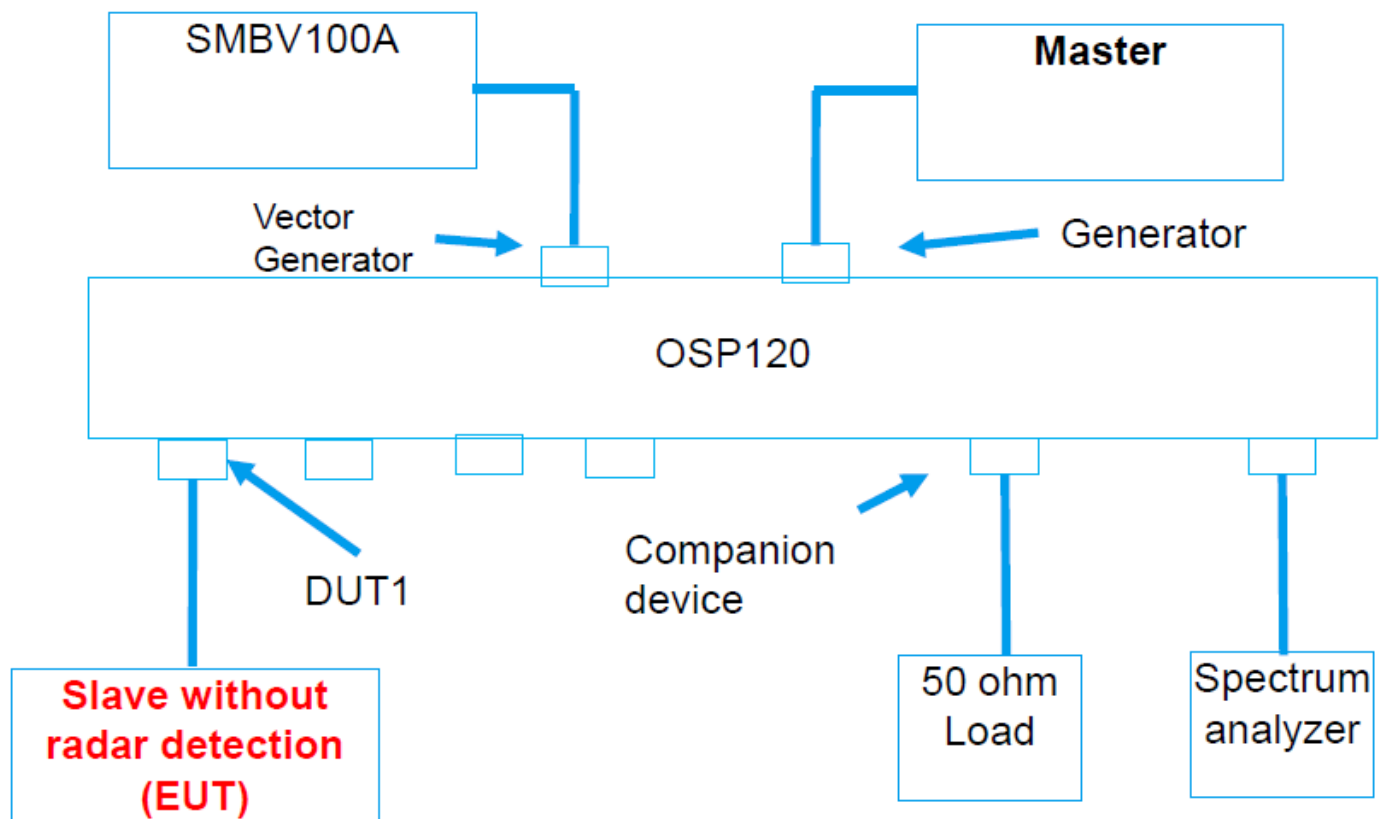 SMBV100A
Master
Vector
Generator
Generator
OSP120
DUT1
Companion
device
Slave without
radar detection
(EUT)
50 ohm
Load
Spectrum
analyzer